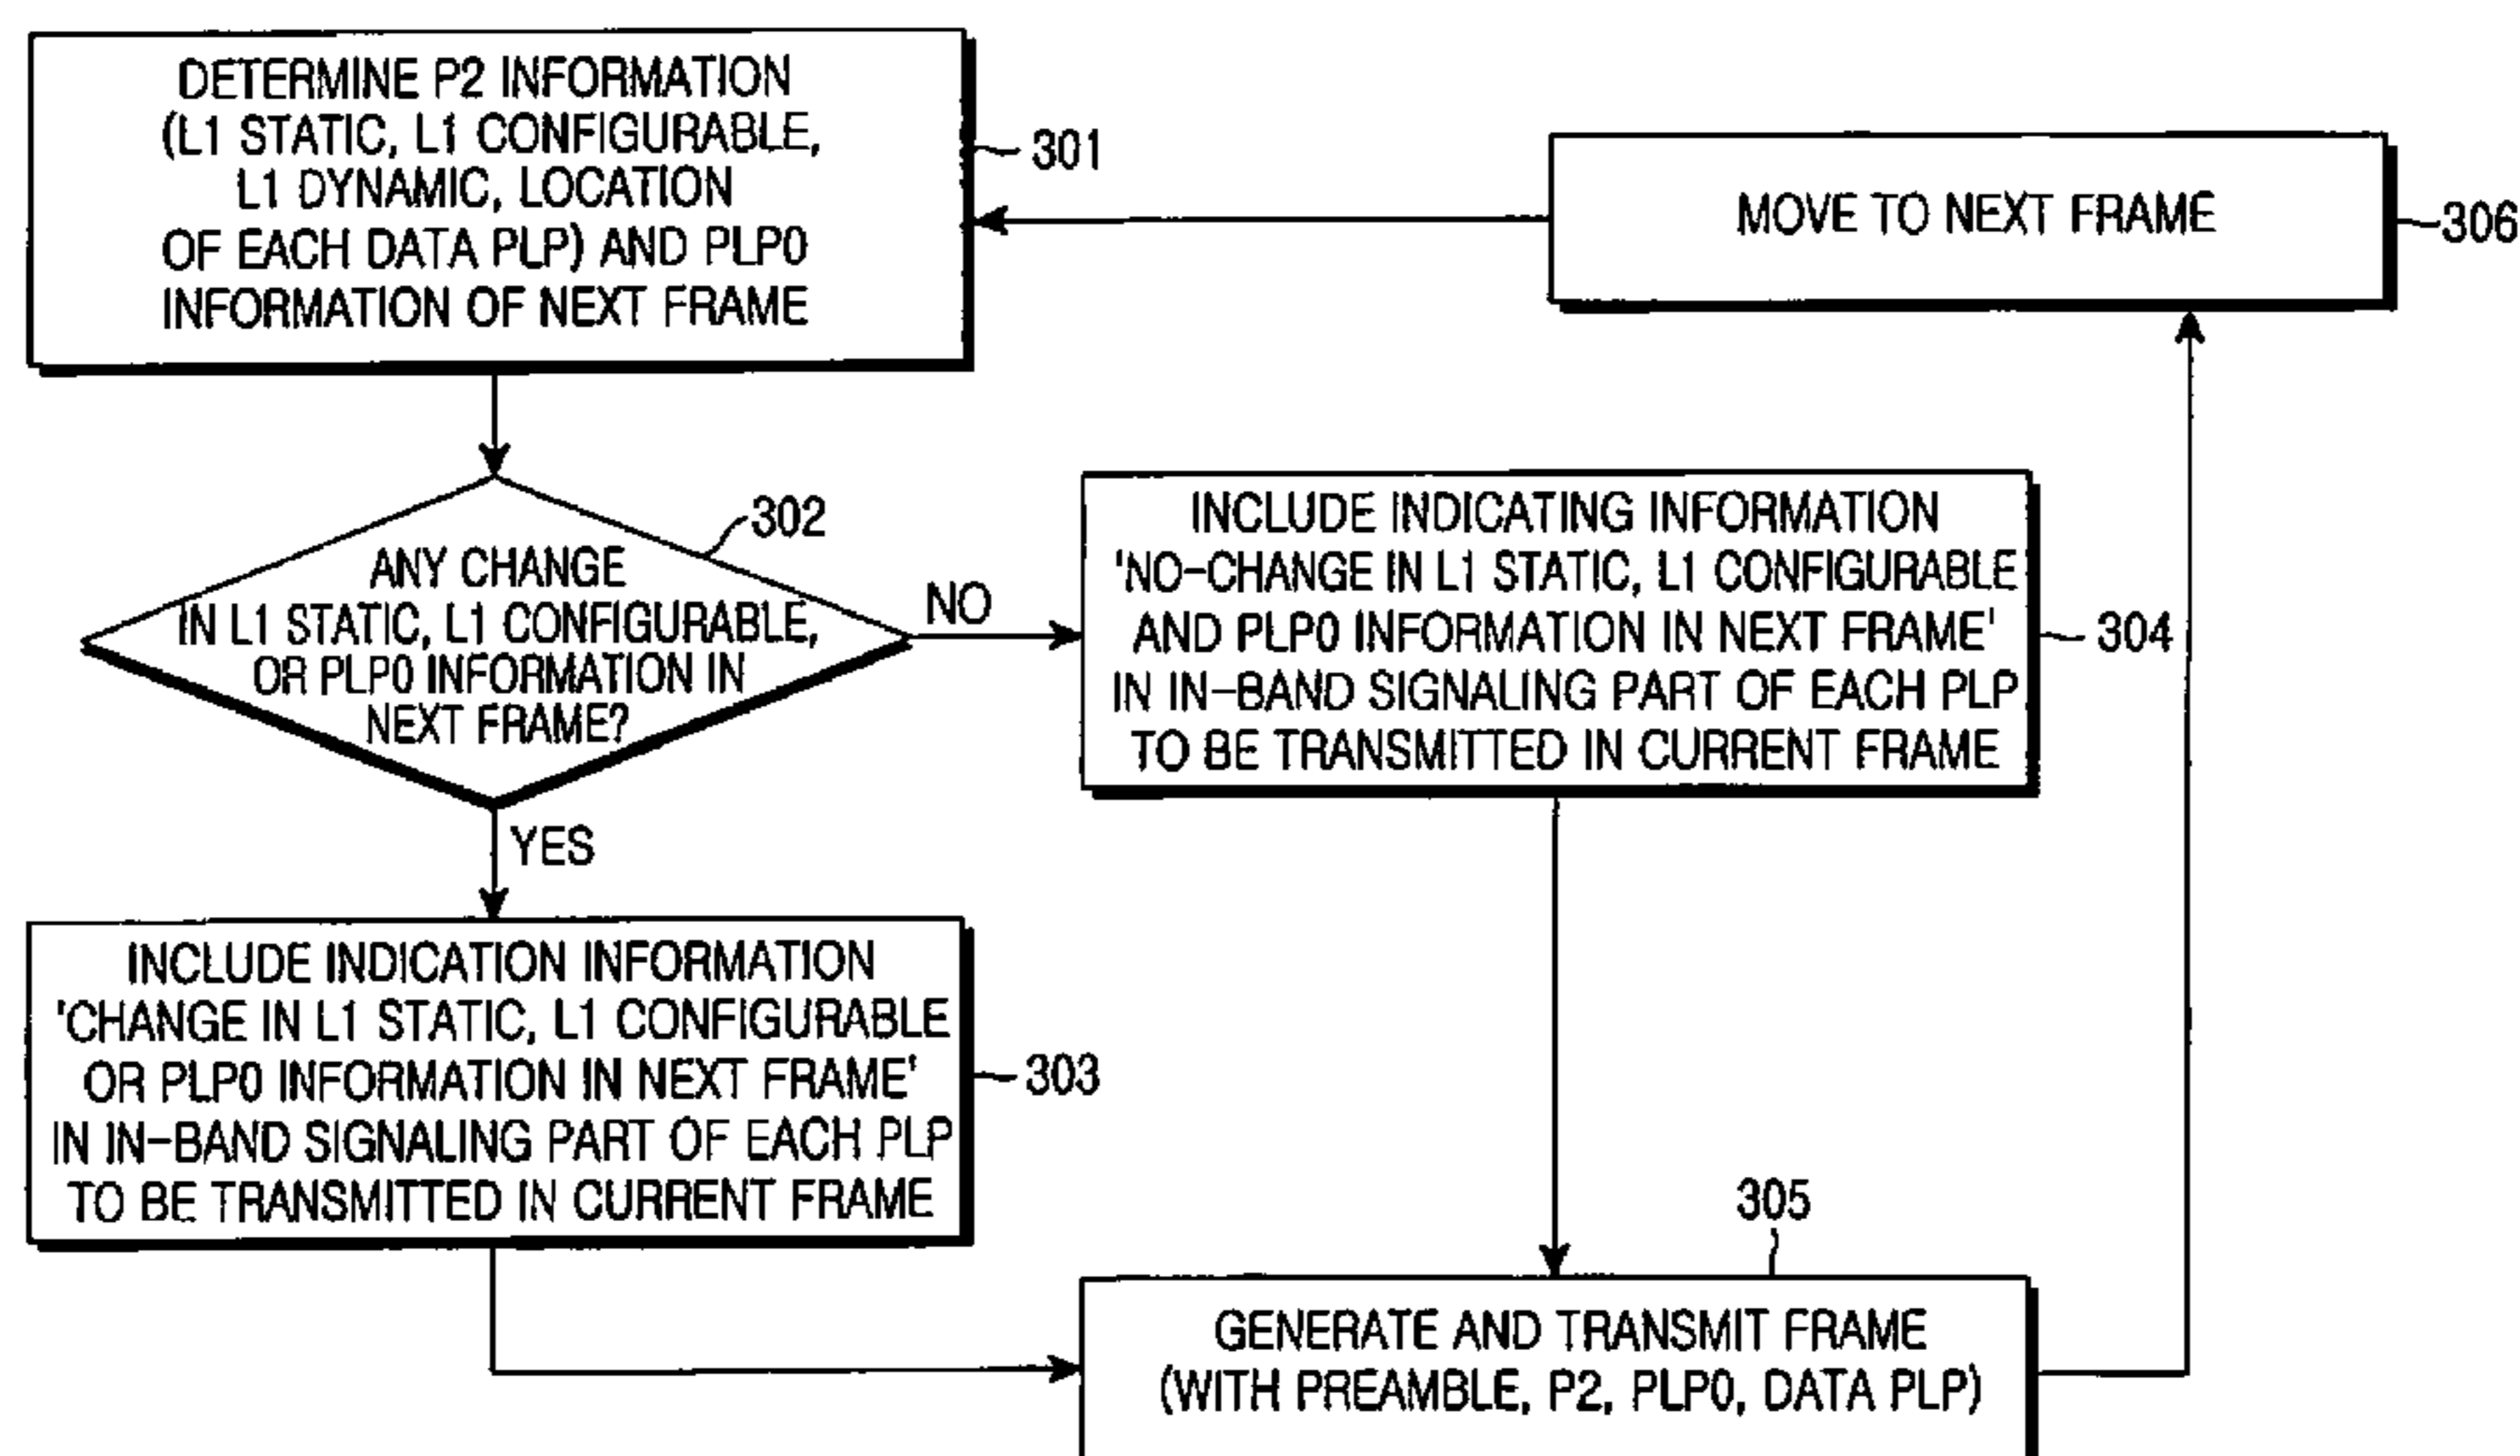 DETERMINE P2 INFORMATION
(L1 STATIC, L1 CONFIGURABLE,
L1 DYNAMIC, LOCATION
OF EACH DATA PLP) AND PLP0
INFORMATION OF NEXT FRAME
301
MOVE TO NEXT FRAME
306
302
ANY CHANGE
IN L1 STATIC, L1 CONFIGURABLE,
OR PLP0 INFORMATION IN
NEXT FRAME?
NO
YES
INCLUDE INDICATING INFORMATION
'NO-CHANGE IN L1 STATIC, L1 CONFIGURABLE
AND PLP0 INFORMATION IN NEXT FRAME'
IN IN-BAND SIGNALING PART OF EACH PLP
TO BE TRANSMITTED IN CURRENT FRAME
304
INCLUDE INDICATION INFORMATION
'CHANGE IN L1 STATIC, L1 CONFIGURABLE
OR PLP0 INFORMATION IN NEXT FRAME'
IN IN-BAND SIGNALING PART OF EACH PLP
TO BE TRANSMITTED IN CURRENT FRAME
303
305
GENERATE AND TRANSMIT FRAME
(WITH PREAMBLE, P2, PLP0, DATA PLP)